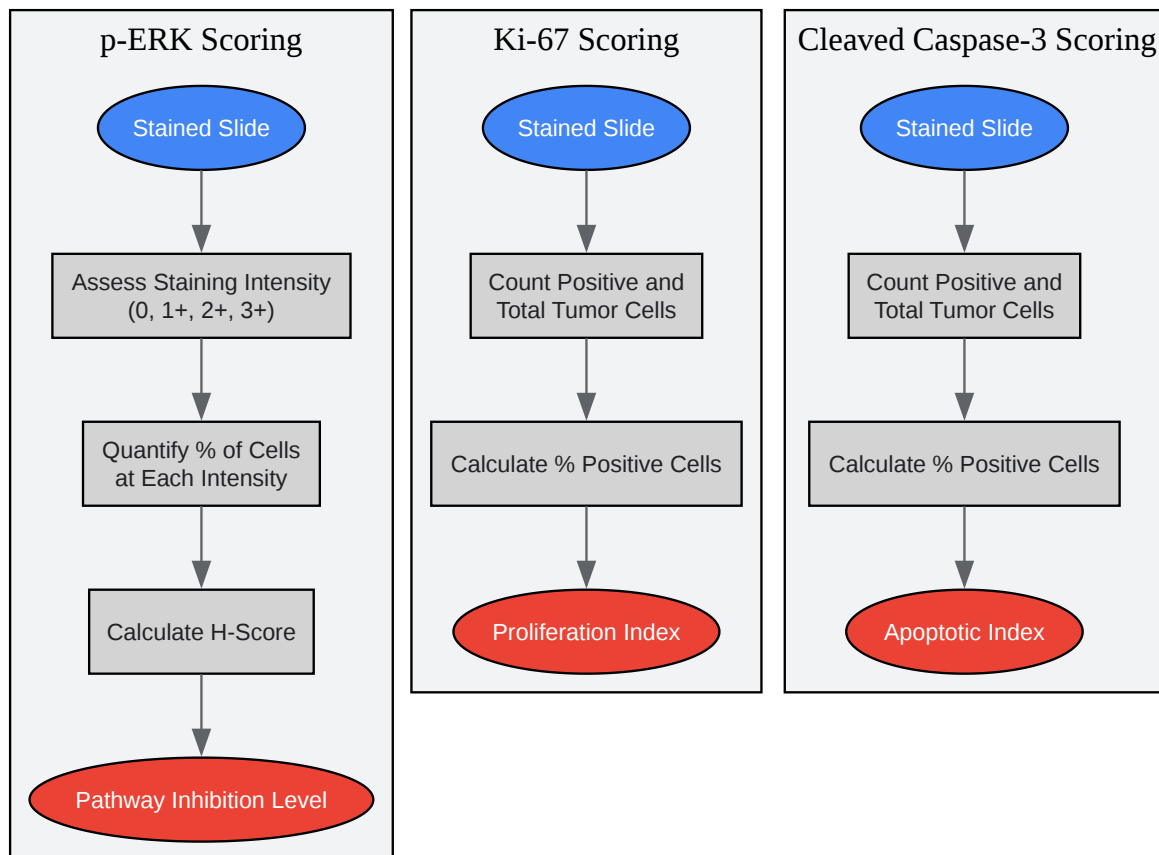 p-ERK Scoring
Stained Slide
Assess Staining Intensity
(0, 1+, 2+, 3+)
Quantify % of Cells
at Each Intensity
Calculate H-Score
Pathway Inhibition Level
Ki-67 Scoring
Stained Slide
Count Positive and
Total Tumor Cells
Calculate % Positive Cells
Proliferation Index
Cleaved Caspase-3 Scoring
Stained Slide
Count Positive and
Total Tumor Cells
Calculate % Positive Cells
Apoptotic Index